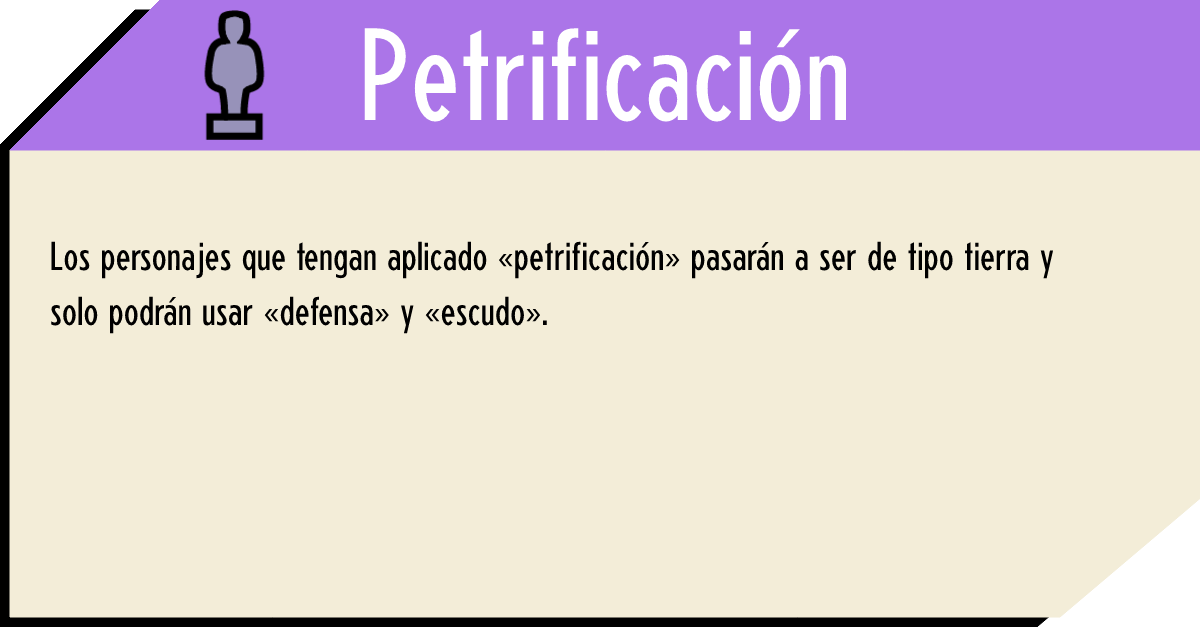 Petrificación
Los personajes que tengan aplicado «petrificación» pasarán a ser de tipo tierra y
solo podrán usar «defensa» y «escudo».